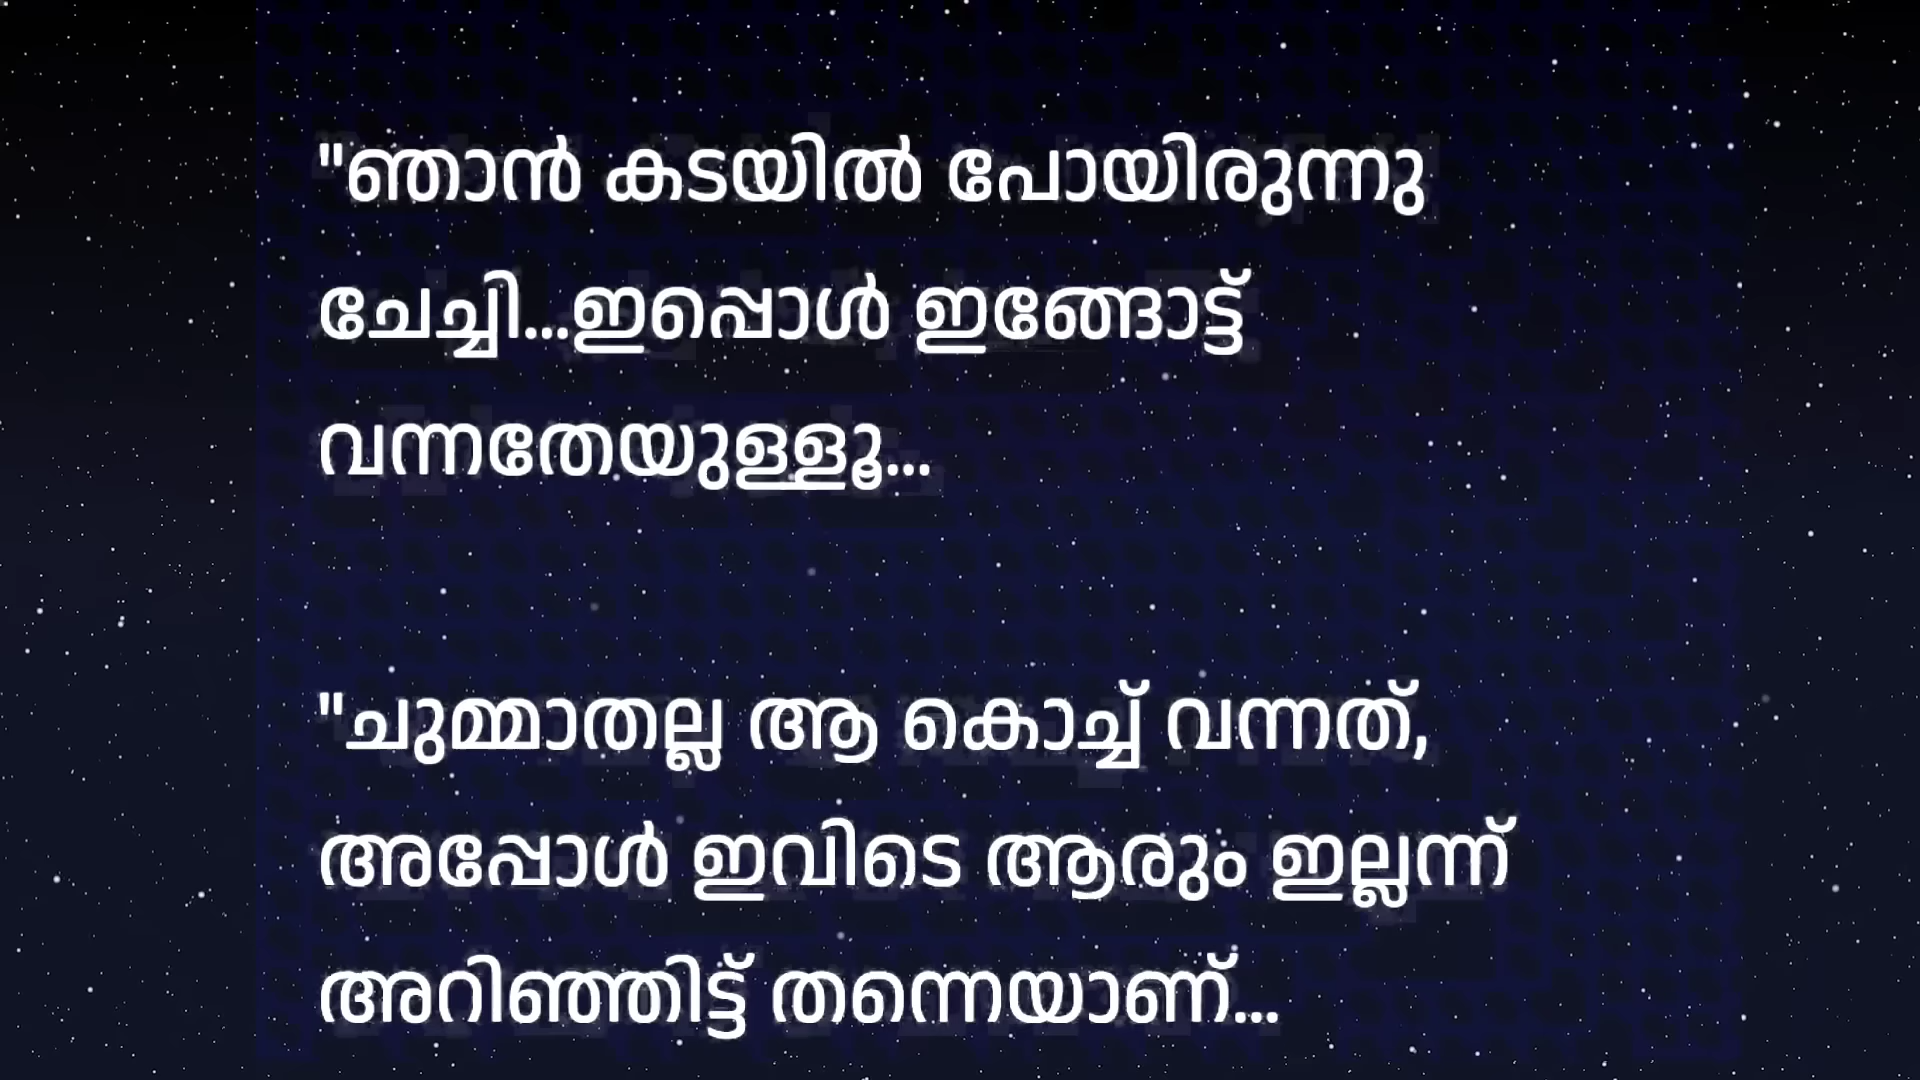 "ഞാൻ കടയിൽ പോയിരുന്നു
ചേച്ചി...ഇപ്പൊൾ ഇങ്ങോട്ട്
വന്നതേയുള്ളൂ...
"ചുമ്മാതല്ല ആ കൊച്ച് വന്നത്,
അപ്പോൾ ഇവിടെ ആരും ഇല്ലന്ന്
അറിഞ്ഞിട്ട് തന്നെയാണ്...